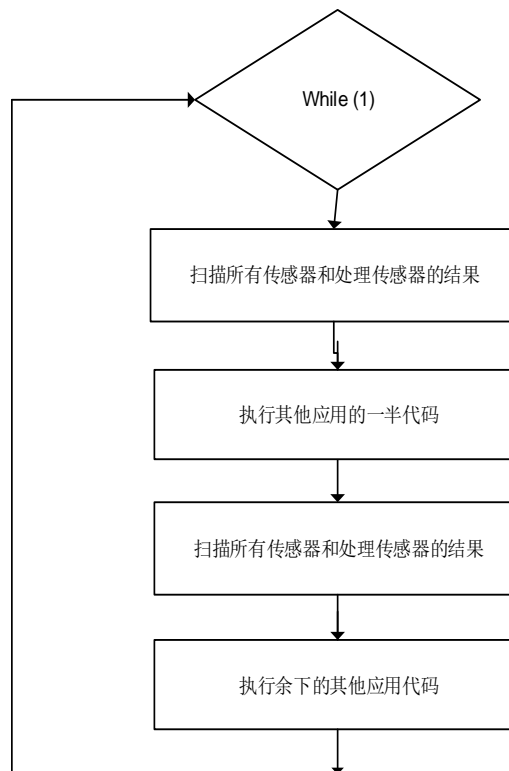 While (1)
扫描所有传感器和处理传感器的结果
执行其他应用的一半代码
扫描所有传感器和处理传感器的结果
执行余下的其他应用代码